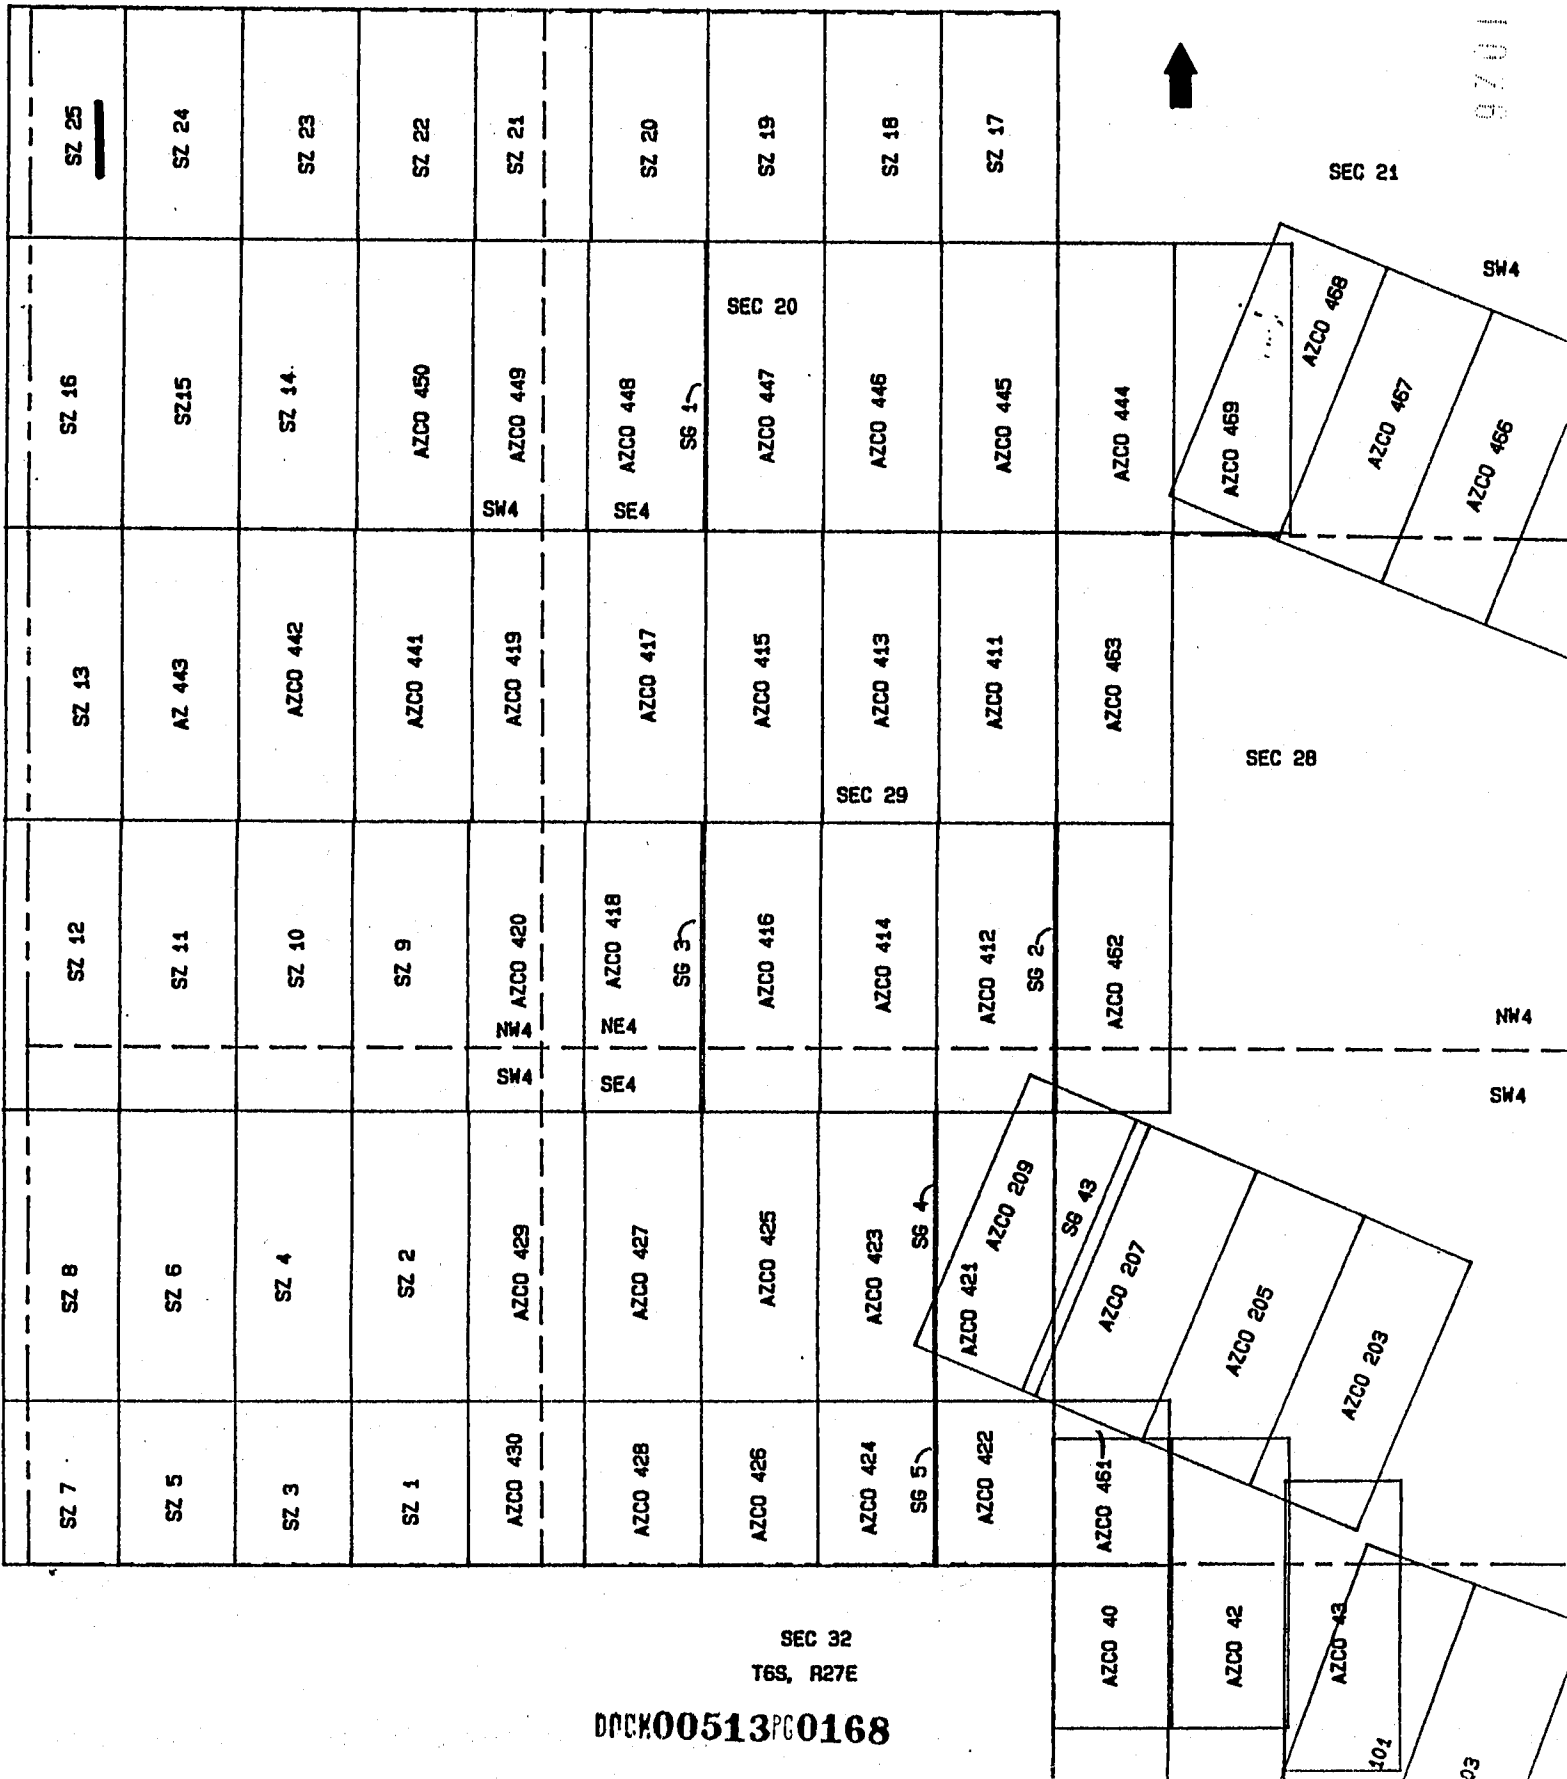 SZ 25
SZ 24
SZ 23
SZ 22
SZ 21
SZ 20
SZ 19
SZ 18
SZ 17
SEC 21
SW4
SZ 16
SZ15
SZ 14
AZCO 450
AZCO 449
AZCO 448
SG 1
SEC 20
AZCO 447
AZCO 446
AZCO 445
AZCO 444
AZCO 469
AZCO 468
AZCO 467
AZCO 466
SW4
SE4
SZ 13
AZ 443
AZCO 442
AZCO 441
AZCO 419
AZCO 417
AZCO 415
AZCO 413
AZCO 411
AZCO 463
SEC 28
SEC 29
SZ 12
SZ 11
SZ 10
SZ 9
AZCO 420
AZCO 418
SG 3
AZCO 416
AZCO 414
AZCO 412
SG 2
AZCO 462
NW4
NE4
NW4
SW4
SE4
SW4
SZ 8
SZ 6
SZ 4
SZ 2
AZCO 429
AZCO 427
AZCO 425
AZCO 423
SG 4
AZCO 421
AZCO 209
SG 43
AZCO 207
AZCO 205
AZCO 203
SZ 7
SZ 5
SZ 3
SZ 1
AZCO 430
AZCO 428
AZCO 426
AZCO 424
SG 5
AZCO 422
AZCO 461
AZCO 40
AZCO 42
AZCO 43
101
03
SEC 32
T6S, R27E
DOCK00513PG0168